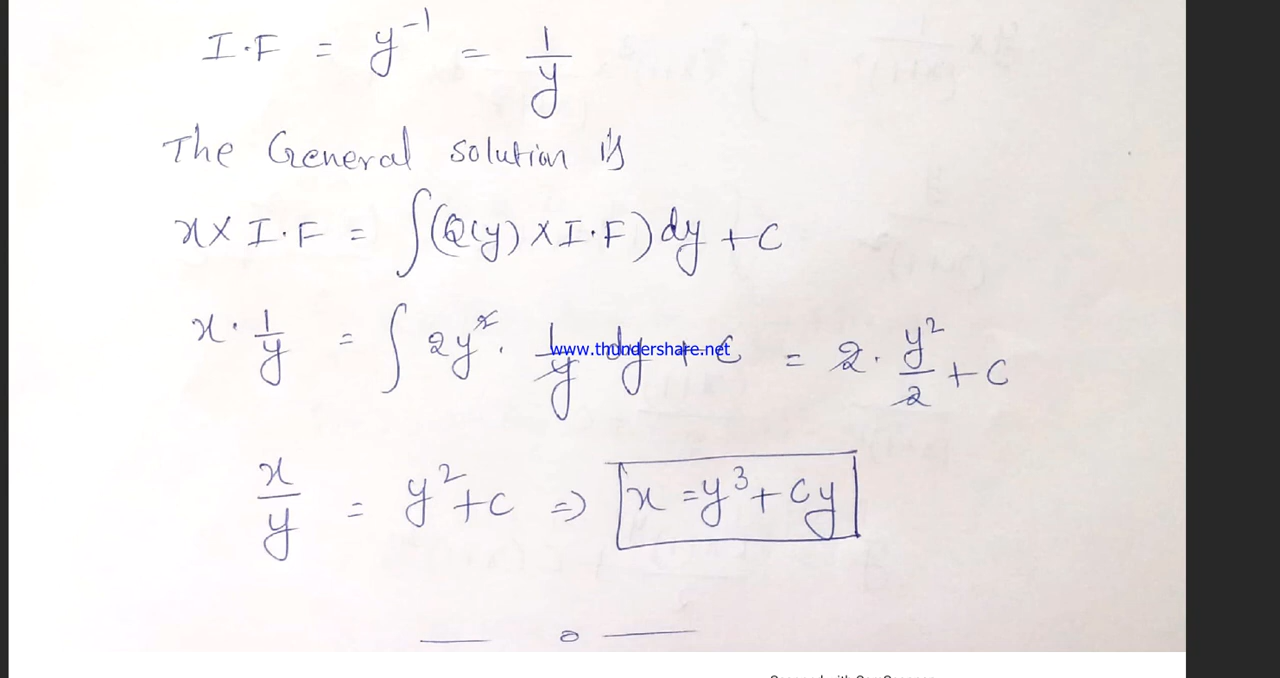 I.F = y⁻¹ = 1/y
The General solution is
x × I.F = ∫(Q(y) × I.F) dy + C
x · 1/y = ∫ 2y² · 1/y dy + C = 2 · y²/2 + C
www.thundershare.net
x/y = y² + C ⇒ x = y³ + Cy